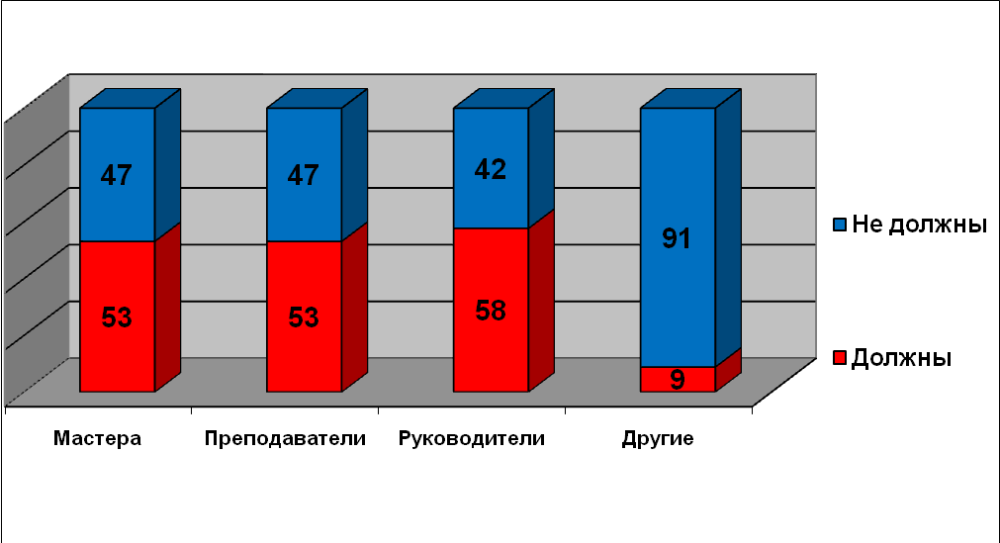 47
47
42
91
53
53
58
9
Не должны
Должны
Мастера
Преподаватели
Руководители
Другие